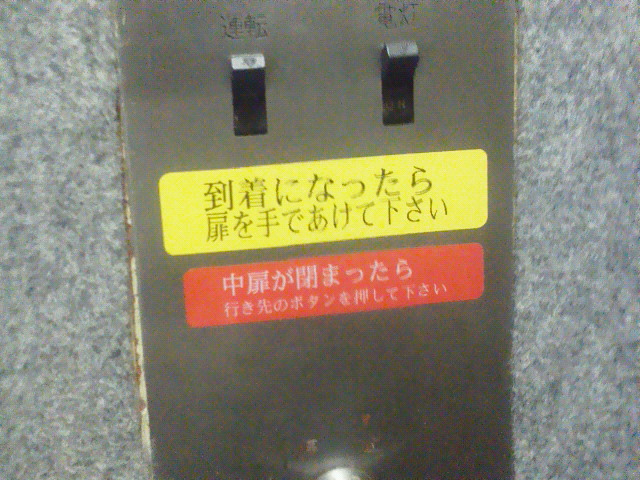 運転
電灯
到着になったら
扉を手であけて下さい
中扉が閉まったら
行き先のボタンを押して下さい